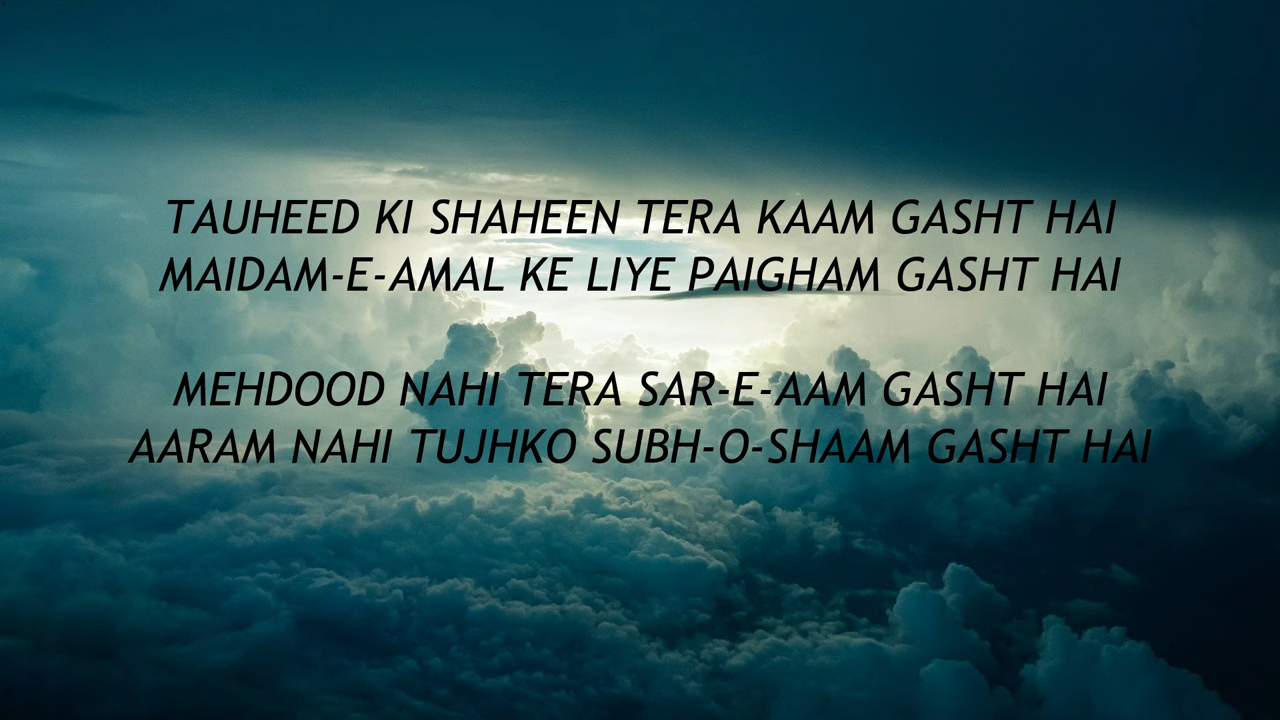 TAUHEED KI SHAHEEN TERA KAAM GASHT HAI
MAIDAM-E-AMAL KE LIYE PAIGHAM GASHT HAI
MEHDOOD NAHI TERA SAR-E-AAM GASHT HAI
AARAM NAHI TUJHKO SUBH-O-SHAAM GASHT HAI